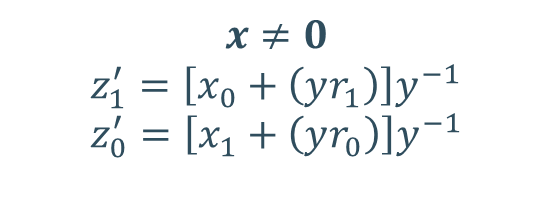 x ≠ 0
z′₁ = [x₀ + (yr₁)]y⁻¹
z′₀ = [x₁ + (yr₀)]y⁻¹